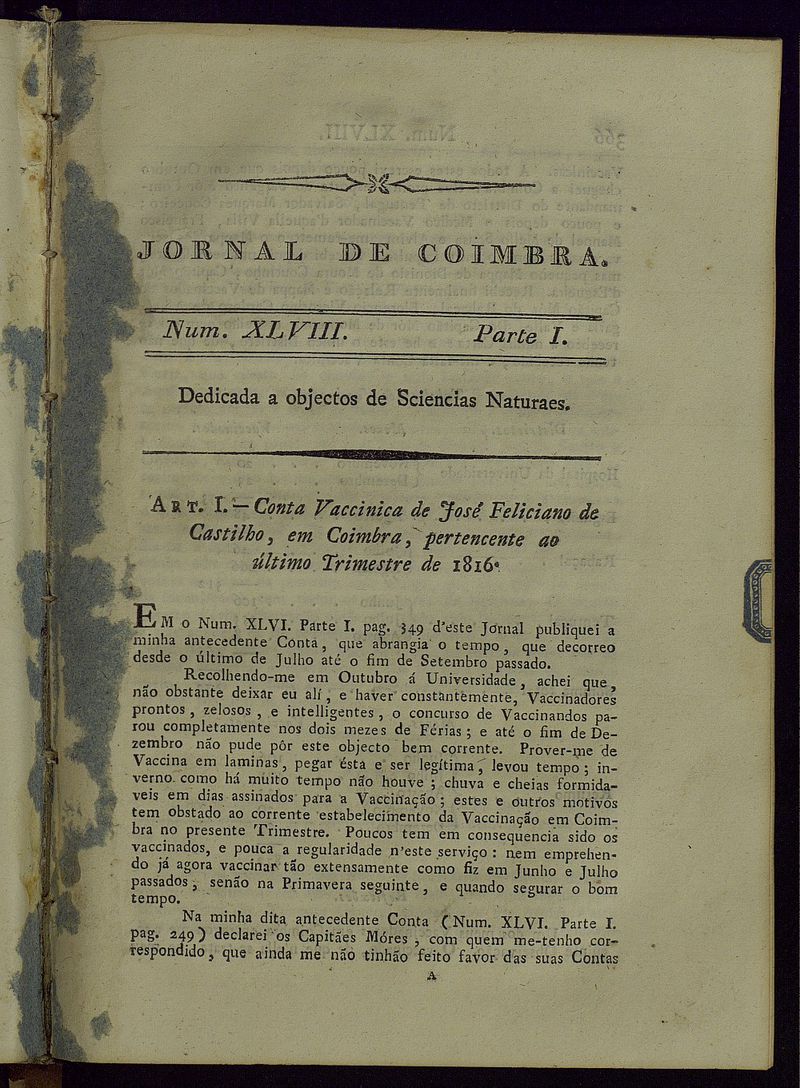 JORNAL DE COIMBRA.
Num. XLVIII. Parte I.
Dedicada a objectos de Sciencias Naturaes.
ART. I. — Conta Vaccinica de José Feliciano de
Castilho, em Coimbra, pertencente ao
último Trimestre de 1816.
EM o Num. XLVI. Parte I. pag. 349 d'este Jornal publiquei a
minha antecedente Conta, que abrangia o tempo, que decorreo
desde o último de Julho até o fim de Setembro passado.
Recolhendo-me em Outubro á Universidade, achei que,
não obstante deixar eu alí, e haver constantemente, Vaccinadores
prontos, zelosos, e intelligentes, o concurso de Vaccinandos pa-
rou completamente nos dois mezes de Férias; e até o fim de De-
zembro não pude pôr este objecto bem corrente. Prover-me de
Vaccina em laminas, pegar ésta e ser legítima, levou tempo; in-
verno como há muito tempo não houve; chuva e cheias formida-
veis em dias assinados para a Vaccinação; estes e outros motivos
tem obstado ao corrente estabelecimento da Vaccinação em Coim-
bra no presente Trimestre. Poucos tem em consequencia sido os
vaccinados, e pouca a regularidade n'este serviço: nem emprehen-
do já agora vaccinar tão extensamente como fiz em Junho e Julho
passados, senão na Primavera seguinte, e quando segurar o bom
tempo.
Na minha dita antecedente Conta (Num. XLVI. Parte I.
pag. 249) declarei os Capitães Móres, com quem me-tenho cor-
respondido, que ainda me não tinhão feito favor das suas Contas
A